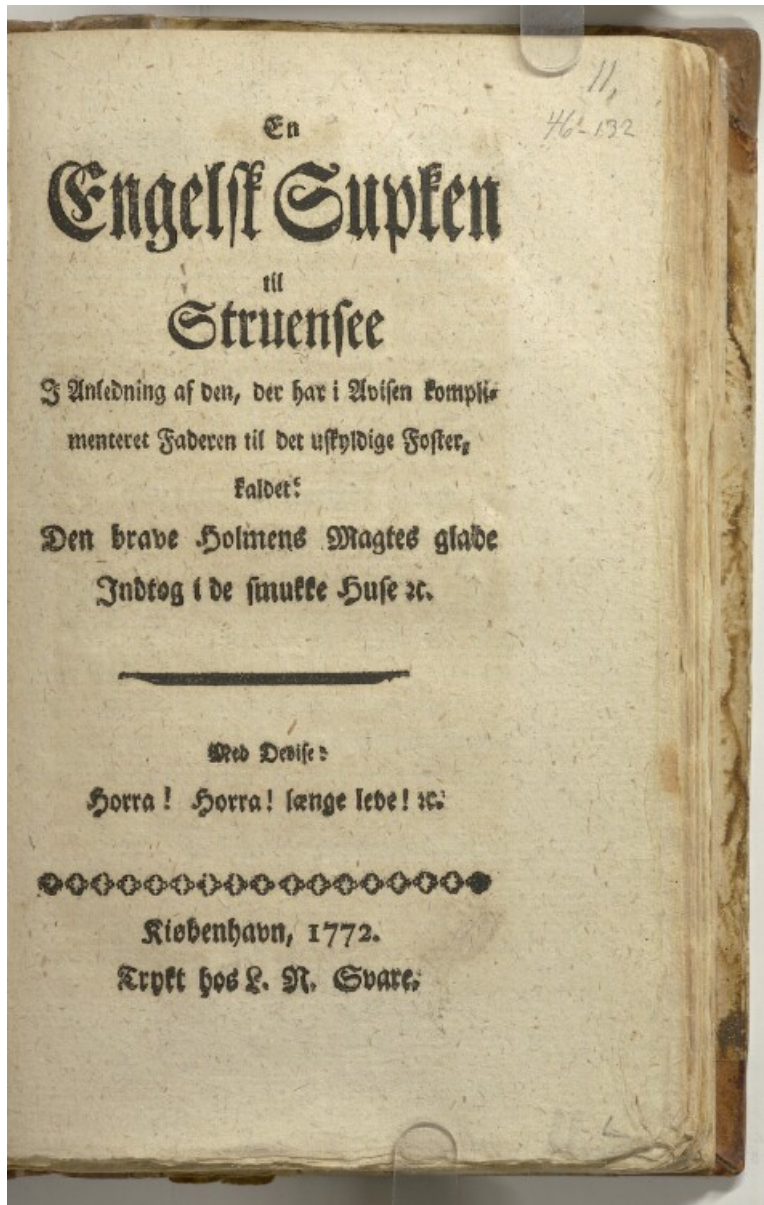 11,
46-132
En
Engelsk Supken
til
Struensee
I Anledning af den, der har i Avisen kompli-
menteret Faderen til det uskyldige Foster,
kaldet:
Den brave Holmens Magtes glade
Indtog i de smukke Huse ꝛc.
Med Devise:
Horra! Horra! længe leve! ꝛc.
Kiøbenhavn, 1772.
Trykt hos L. N. Svare.